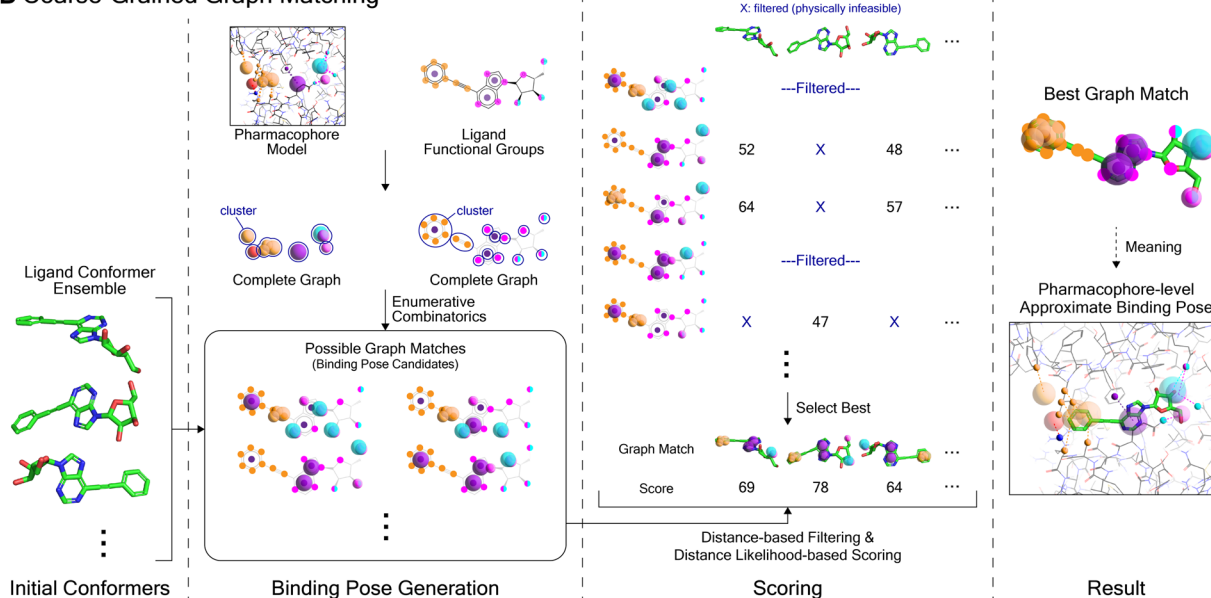 B Coarse-Grained Graph Matching
Ligand Conformer
Ensemble
Initial Conformers
Pharmacophore
Model
Ligand
Functional Groups
cluster
cluster
Complete Graph
Complete Graph
Enumerative
Combinatorics
Possible Graph Matches
(Binding Pose Candidates)
Binding Pose Generation
X: filtered (physically infeasible)
---Filtered---
52 X 48 ...
64 X 57 ...
---Filtered---
X 47 X ...
Select Best
Graph Match ...
Score 69 78 64 ...
Distance-based Filtering &
Distance Likelihood-based Scoring
Scoring
Best Graph Match
Meaning
Pharmacophore-level
Approximate Binding Pose
Result